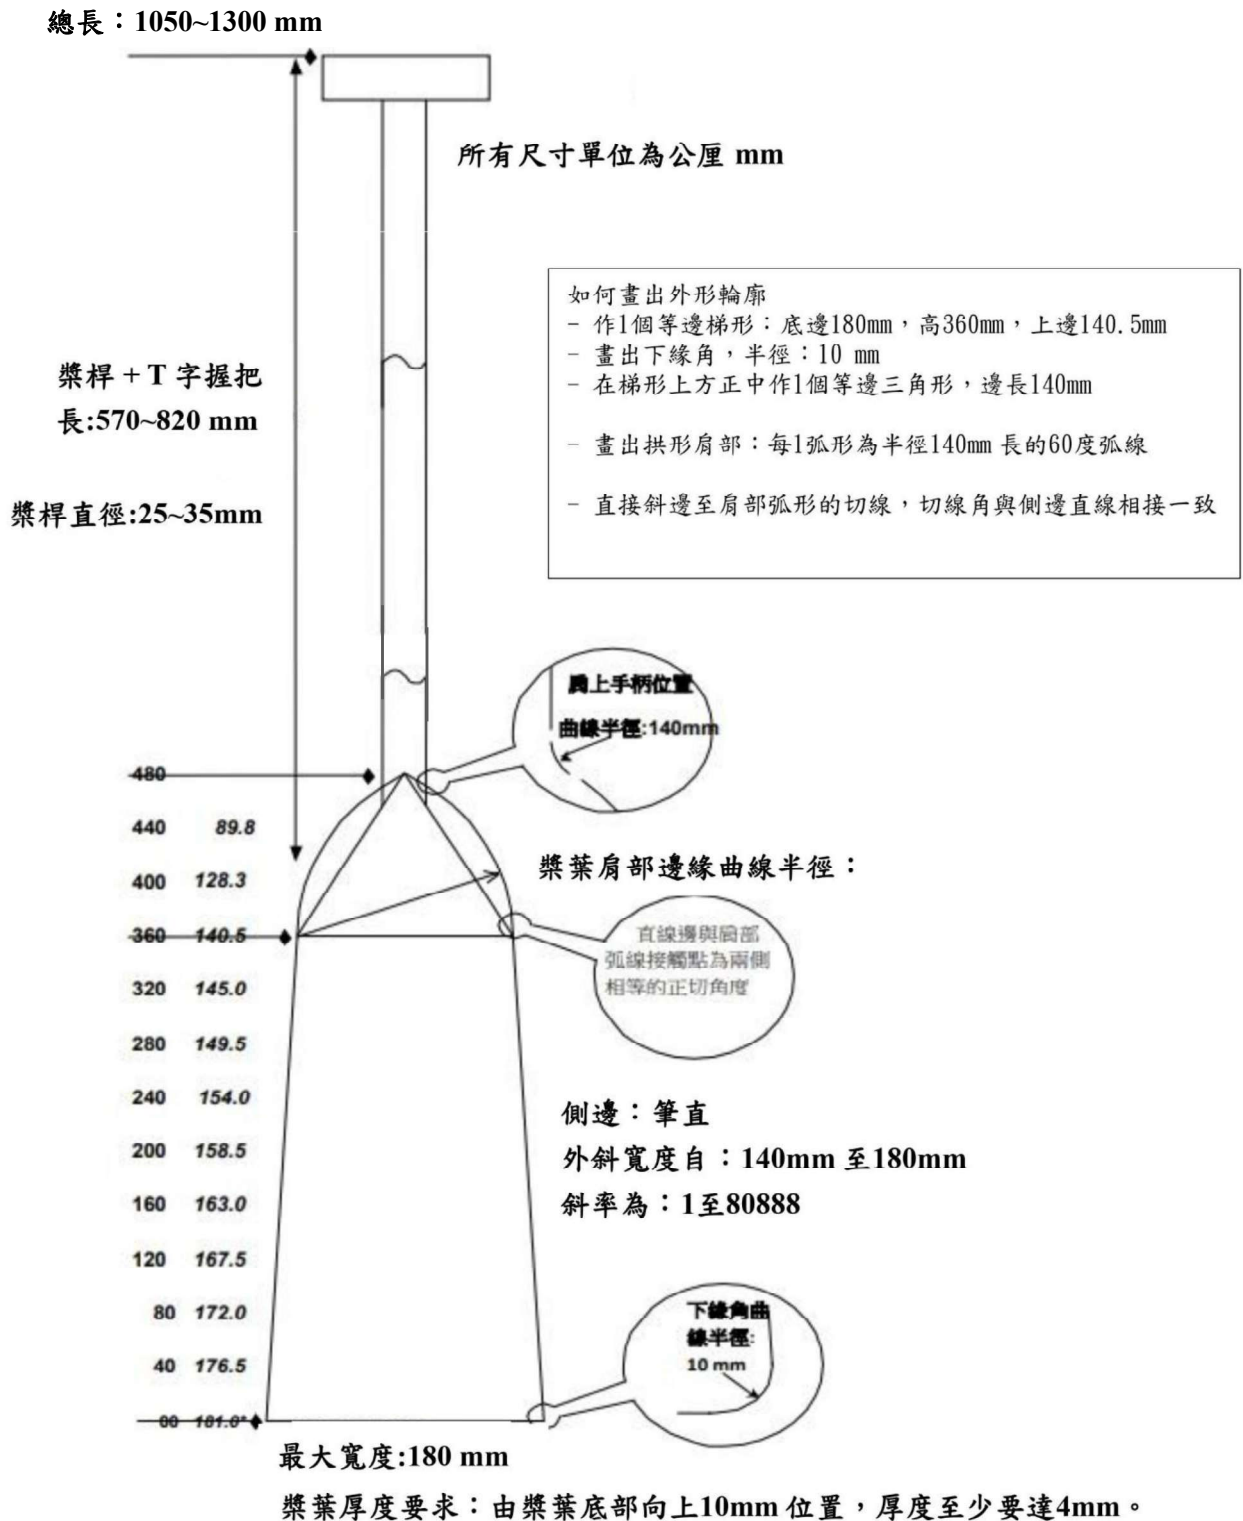 總長：1050~1300 mm
所有尺寸單位為公厘 mm
如何畫出外形輪廓
- 作1個等邊梯形：底邊180mm，高360mm，上邊140.5mm
- 畫出下緣角，半徑：10 mm
- 在梯形上方正中作1個等邊三角形，邊長140mm
- 畫出拱形肩部：每1弧形為半徑140mm 長的60度弧線
- 直接斜邊至肩部弧形的切線，切線角與側邊直線相接一致
槳桿 + T 字握把
長:570~820 mm
槳桿直徑:25~35mm
肩上手柄位置
曲線半徑:140mm
480
440 89.8
400 128.3
360 140.5
320 145.0
280 149.5
240 154.0
200 158.5
160 163.0
120 167.5
80 172.0
40 176.5
00 181.0*
槳葉肩部邊緣曲線半徑：
直線邊與肩部
弧線接觸點為兩側
相等的正切角度
側邊：筆直
外斜寬度自：140mm 至180mm
斜率為：1至80888
下緣角曲
線半徑:
10 mm
最大寬度:180 mm
槳葉厚度要求：由槳葉底部向上10mm 位置，厚度至少要達4mm。